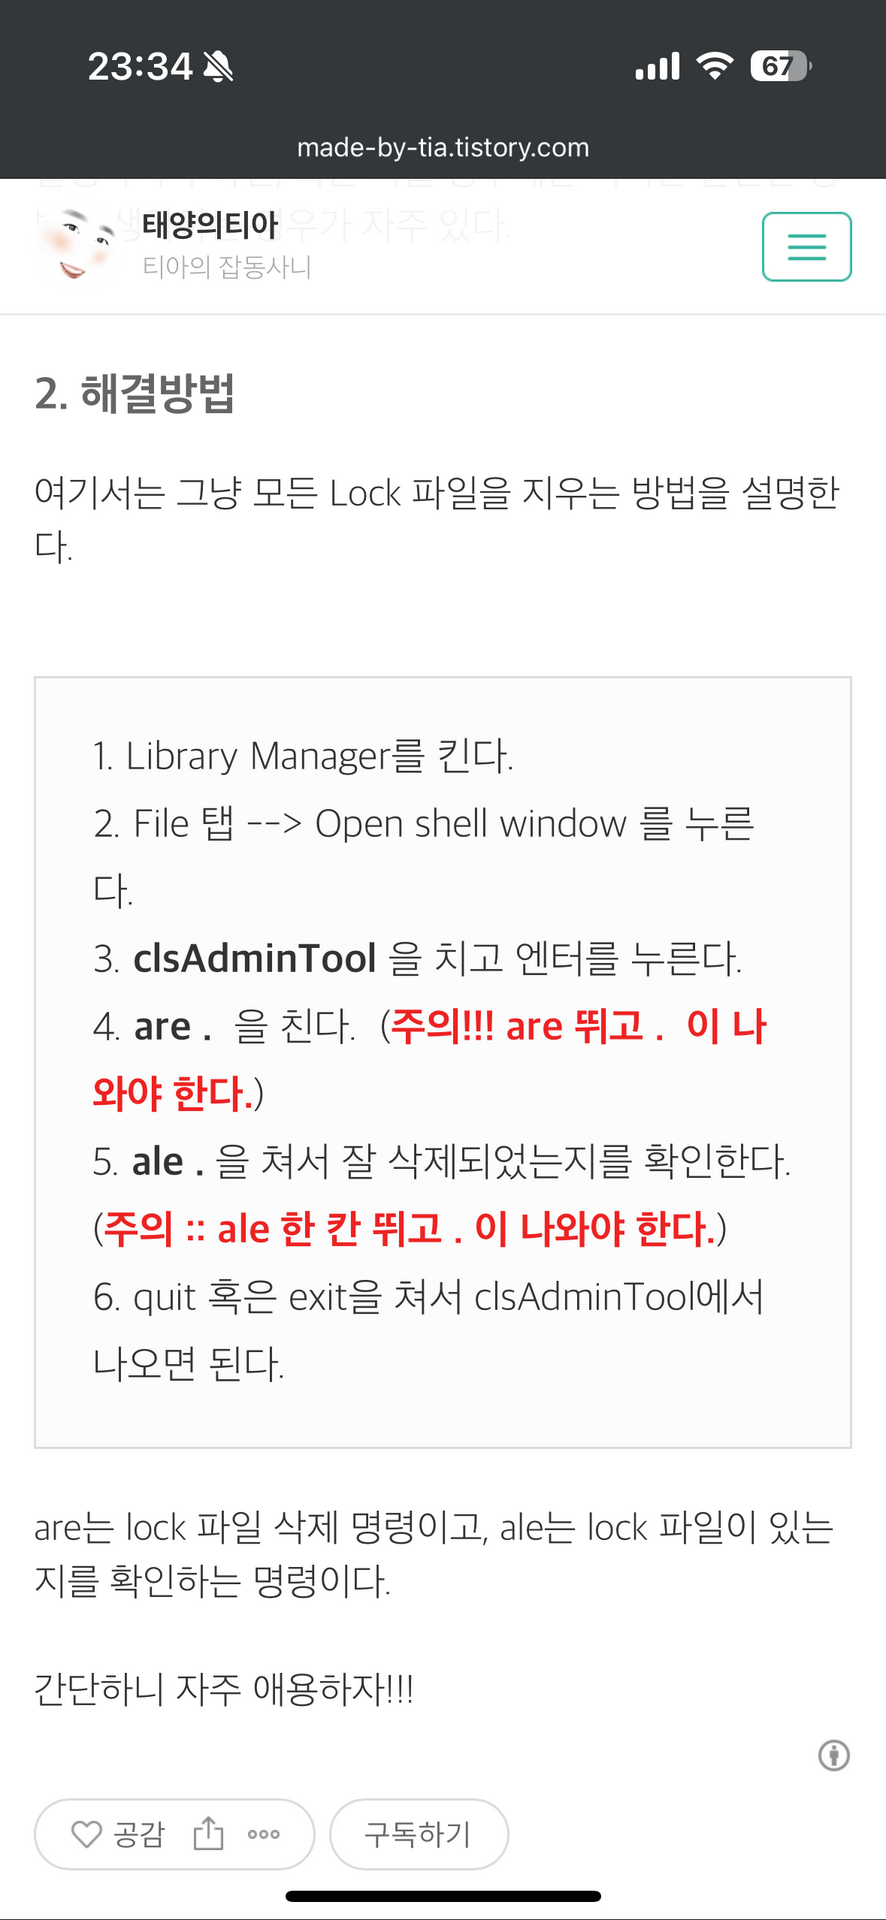 23:34
67
made-by-tia.tistory.com
태양의티아
티아의 잡동사니
2. 해결방법
여기서는 그냥 모든 Lock 파일을 지우는 방법을 설명한
다.
1. Library Manager를 킨다.
2. File 탭 --> Open shell window 를 누른
다.
3. clsAdminTool 을 치고 엔터를 누른다.
4. are .  을 친다.  (주의!!! are 뛰고 .  이 나
와야 한다.)
5. ale . 을 쳐서 잘 삭제되었는지를 확인한다.
(주의 :: ale 한 칸 뛰고 . 이 나와야 한다.)
6. quit 혹은 exit을 쳐서 clsAdminTool에서
나오면 된다.
are는 lock 파일 삭제 명령이고, ale는 lock 파일이 있는
지를 확인하는 명령이다.
간단하니 자주 애용하자!!!
공감
구독하기